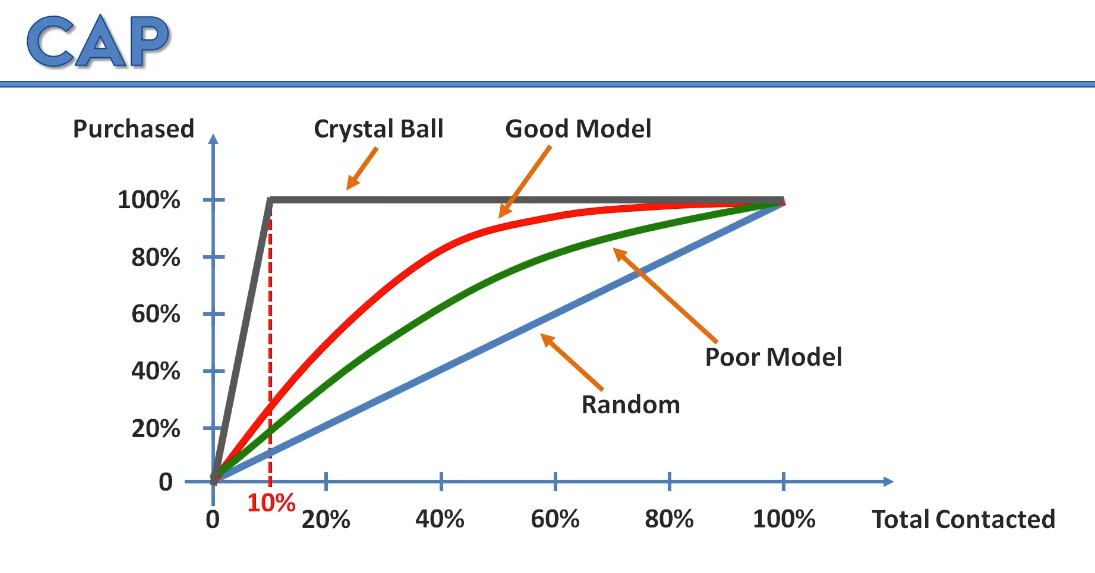 CAP
Purchased
Crystal Ball
Good Model
100%
80%
60%
40%
20%
0
Poor Model
Random
10%
0
20%
40%
60%
80%
100%
Total Contacted